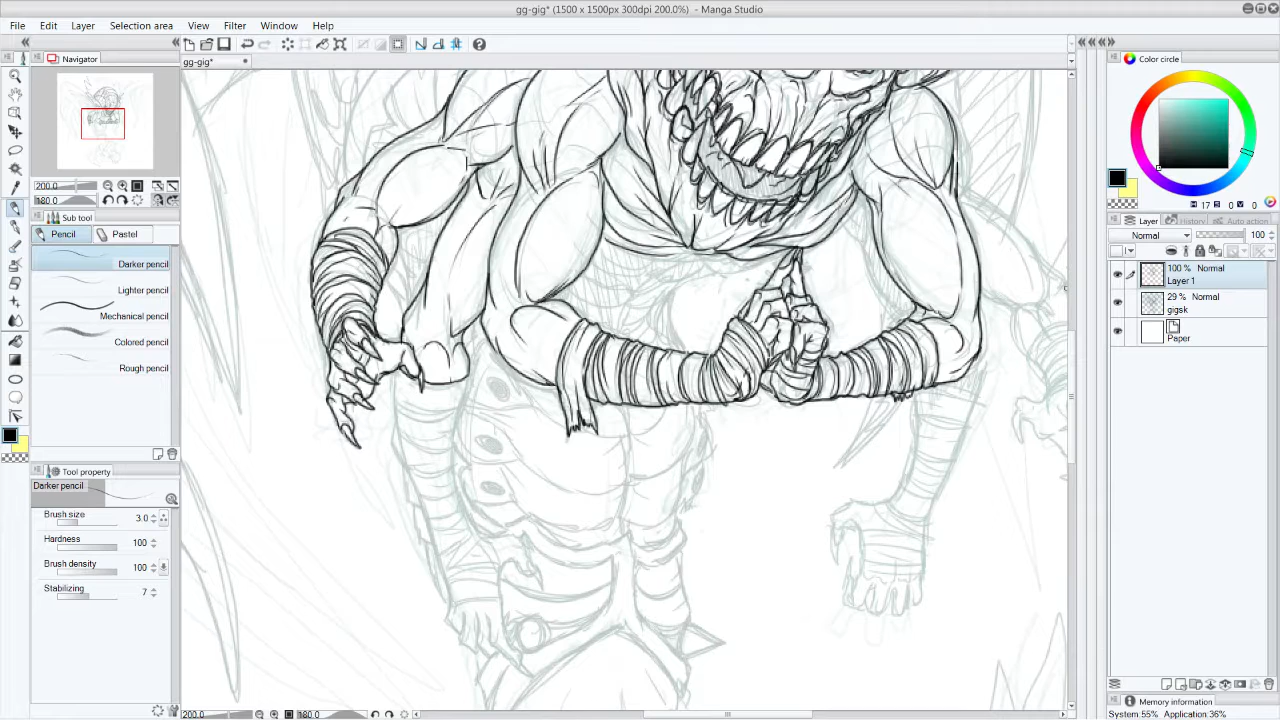 gg-gig* (1500 x 1500px 300dpi 200.0%) - Manga Studio
File Edit Layer Selection area View Filter Window Help
Navigator
gg-gig*
Color circle
200.0
180.0
Sub tool
Pencil Pastel
Darker pencil
Lighter pencil
Mechanical pencil
Colored pencil
Rough pencil
Tool property
Darker pencil
Brush size 3.0
Hardness 100
Brush density 100
Stabilizing 7
H 17 0 0
Layer History Auto action
Normal 100
100 % Normal
Layer 1
29 % Normal
gigsk
Paper
200.0 180.0
Memory information
System:55% Application:36%